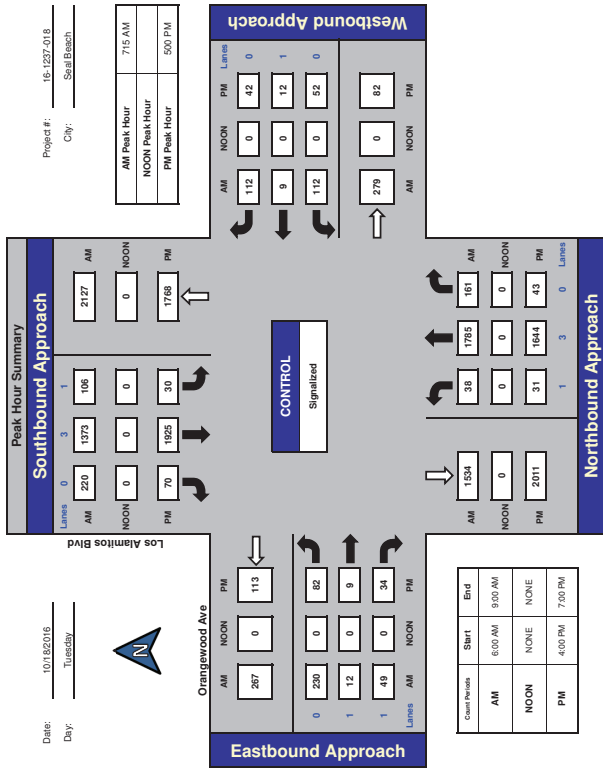 Peak Hour Summary
Southbound Approach
Date: 10/18/2016
Day: Tuesday
Project #: 16-1237-018
City: Seal Beach
AM Peak Hour 715 AM
NOON Peak Hour
PM Peak Hour 500 PM
N
Los Alamitos Blvd
Orangewood Ave
Lanes 0 3 1
AM 220 1373 106 2127 AM
NOON 0 0 0 0 NOON
PM 70 1925 30 1768 PM
Westbound Approach
AM NOON PM Lanes
112 0 42 0
9 0 12 1
112 0 52 0
279 0 82
AM NOON PM
CONTROL
Signalized
Eastbound Approach
AM NOON PM
267 0 113
0 230 0 82
1 12 0 9
1 49 0 34
Lanes AM NOON PM
AM 1534 38 1785 161 AM
NOON 0 0 0 0 NOON
PM 2011 31 1644 43 PM
1 3 0 Lanes
Northbound Approach
Count Periods Start End
AM 6:00 AM 9:00 AM
NOON NONE NONE
PM 4:00 PM 7:00 PM